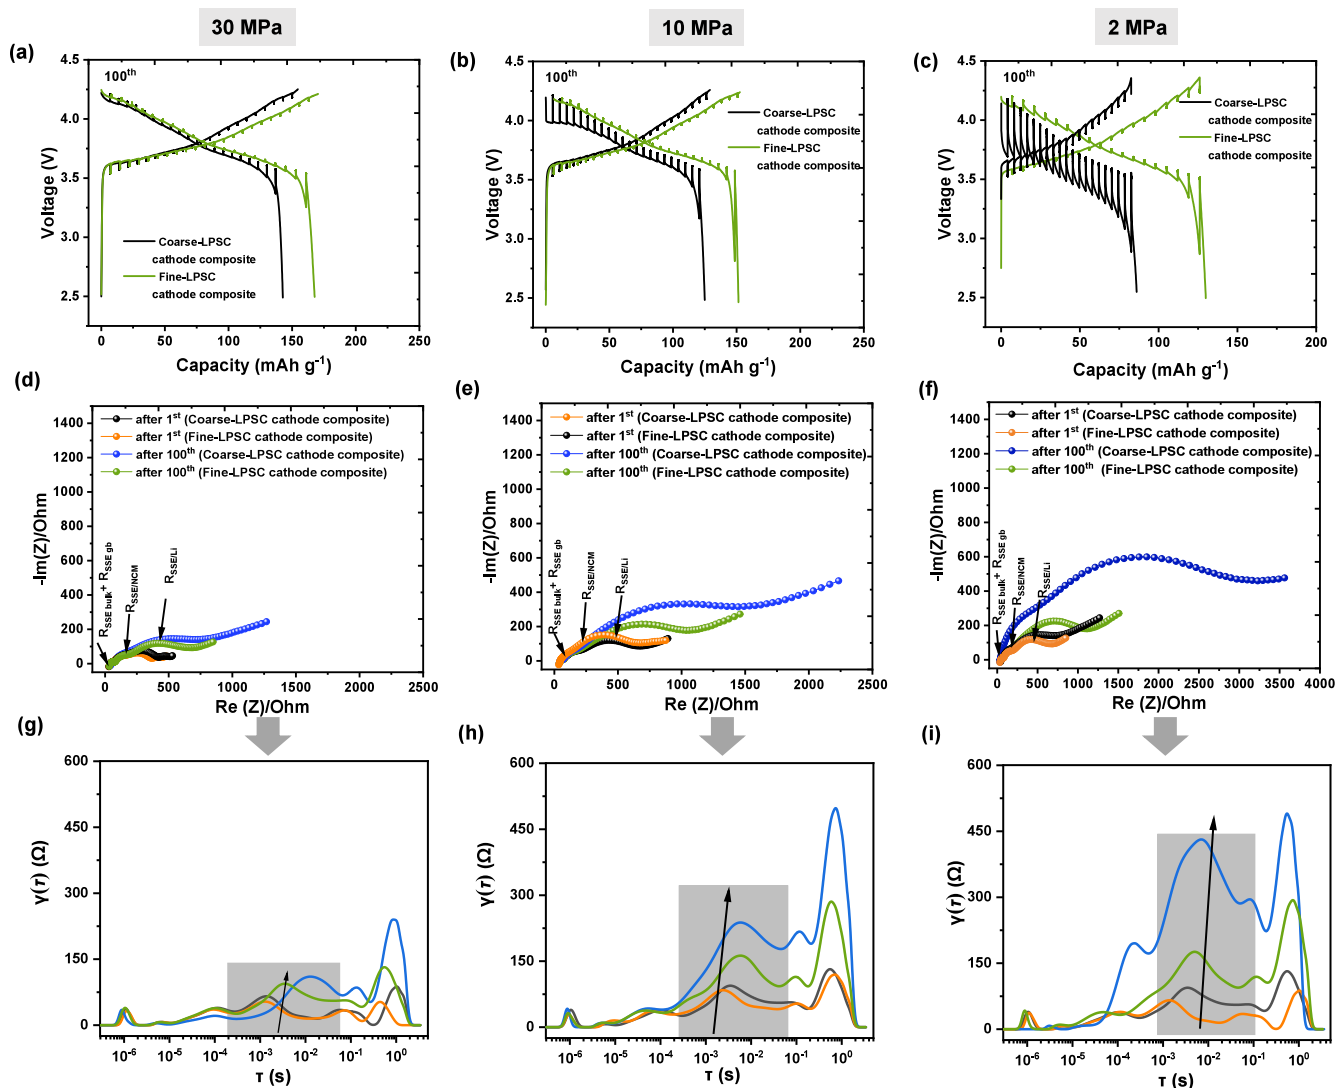 30 MPa
10 MPa
2 MPa
(a)
4.5
4.0
3.5
3.0
2.5
Voltage (V)
100th
Coarse-LPSC
cathode composite
Fine-LPSC
cathode composite
0 50 100 150 200 250
Capacity (mAh g-1)
(b)
4.5
4.0
3.5
3.0
2.5
Voltage (V)
100th
Coarse-LPSC
cathode composite
Fine-LPSC
cathode composite
0 50 100 150 200 250
Capacity (mAh g-1)
(c)
4.5
4.0
3.5
3.0
2.5
Voltage (V)
100th
Coarse-LPSC
cathode composite
Fine-LPSC
cathode composite
0 50 100 150 200
Capacity (mAh g-1)
(d)
1400
1200
1000
800
600
400
200
0
-Im(Z)/Ohm
after 1st (Coarse-LPSC cathode composite)
after 1st (Fine-LPSC cathode composite)
after 100th (Coarse-LPSC cathode composite)
after 100th (Fine-LPSC cathode composite)
RSSE bulk+ RSSE gb
RSSE/NCM
RSSE/Li
0 500 1000 1500 2000 2500
Re (Z)/Ohm
(e)
1400
1200
1000
800
600
400
200
0
-Im(Z)/Ohm
after 1st (Coarse-LPSC cathode composite)
after 1st (Fine-LPSC cathode composite)
after 100th (Coarse-LPSC cathode composite)
after 100th (Fine-LPSC cathode composite)
RSSE bulk+ RSSE gb
RSSE/NCM
RSSE/Li
0 500 1000 1500 2000 2500
Re (Z)/Ohm
(f)
1400
1200
1000
800
600
400
200
0
-Im(Z)/Ohm
after 1st (Coarse-LPSC cathode composite)
after 1st (Fine-LPSC cathode composite)
after 100th (Coarse-LPSC cathode composite)
after 100th (Fine-LPSC cathode composite)
RSSE bulk+ RSSE gb
RSSE/NCM
RSSE/Li
0 500 1000 1500 2000 2500 3000 3500 4000
Re (Z)/Ohm
(g)
600
450
300
150
0
γ(τ) (Ω)
10-6 10-5 10-4 10-3 10-2 10-1 100
τ (s)
(h)
600
450
300
150
0
γ(τ) (Ω)
10-6 10-5 10-4 10-3 10-2 10-1 100
τ (s)
(i)
600
450
300
150
0
γ(τ) (Ω)
10-6 10-5 10-4 10-3 10-2 10-1 100
τ (s)